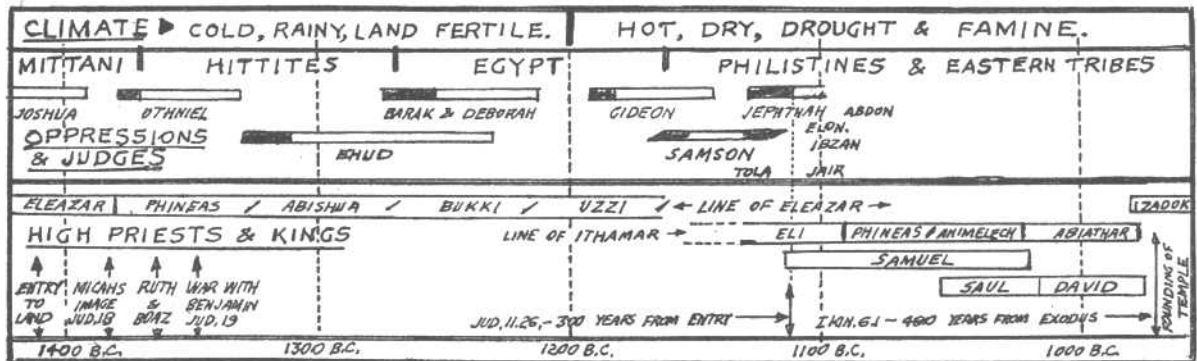 CLIMATE ▶ COLD, RAINY, LAND FERTILE. HOT, DRY, DROUGHT & FAMINE.
MITTANI HITTITES EGYPT PHILISTINES & EASTERN TRIBES
JOSHUA OTHNIEL BARAK & DEBORAH GIDEON JEPHTHAH ABDON
ELON.
IBZAN
OPPRESSIONS
& JUDGES
EHUD SAMSON
TOLA JAIR
ELEAZAR PHINEAS / ABISHUA / BUKKI / UZZI / ← LINE OF ELEAZAR → ZADOK
HIGH PRIESTS & KINGS LINE OF ITHAMAR → ELI PHINEAS / AHIMELECH ABIATHAR
SAMUEL
SAUL DAVID
ENTRY TO LAND
MICAHS IMAGE JUD.18
RUTH & BOAZ
WAR WITH BENJAMIN JUD.19
JUD.11.26,- 300 YEARS FROM ENTRY
I KIN.6.1 - 480 YEARS FROM EXODUS
FOUNDING OF TEMPLE
1400 B.C. 1300 B.C. 1200 B.C. 1100 B.C. 1000 B.C.